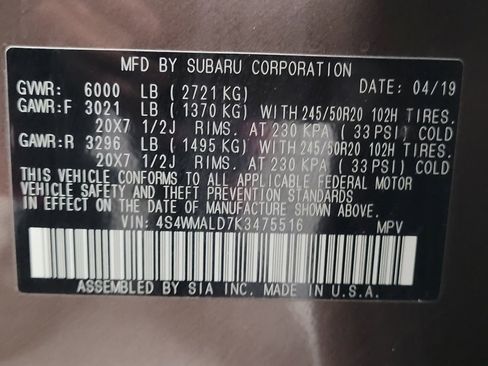 MFD BY SUBARU CORPORATION DATE: 04/19
GVWR: 6000 LB ( 2721 KG)
GAWR:F 3021 LB ( 1370 KG) WITH 245/50R20 102H TIRES.
20X7 1/2J RIMS. AT 230 KPA ( 33 PSI) COLD
GAWR:R 3296 LB ( 1495 KG) WITH 245/50R20 102H TIRES.
20X7 1/2J RIMS. AT 230 KPA ( 33 PSI) COLD
THIS VEHICLE CONFORMS TO ALL APPLICABLE FEDERAL MOTOR
VEHICLE SAFETY AND THEFT PREVENTION STANDARDS
IN EFFECT ON THE DATE OF MANUFACTURE SHOWN ABOVE.
VIN: 4S4WMALD7K3475516 MPV
ASSEMBLED BY SIA INC. MADE IN U.S.A.